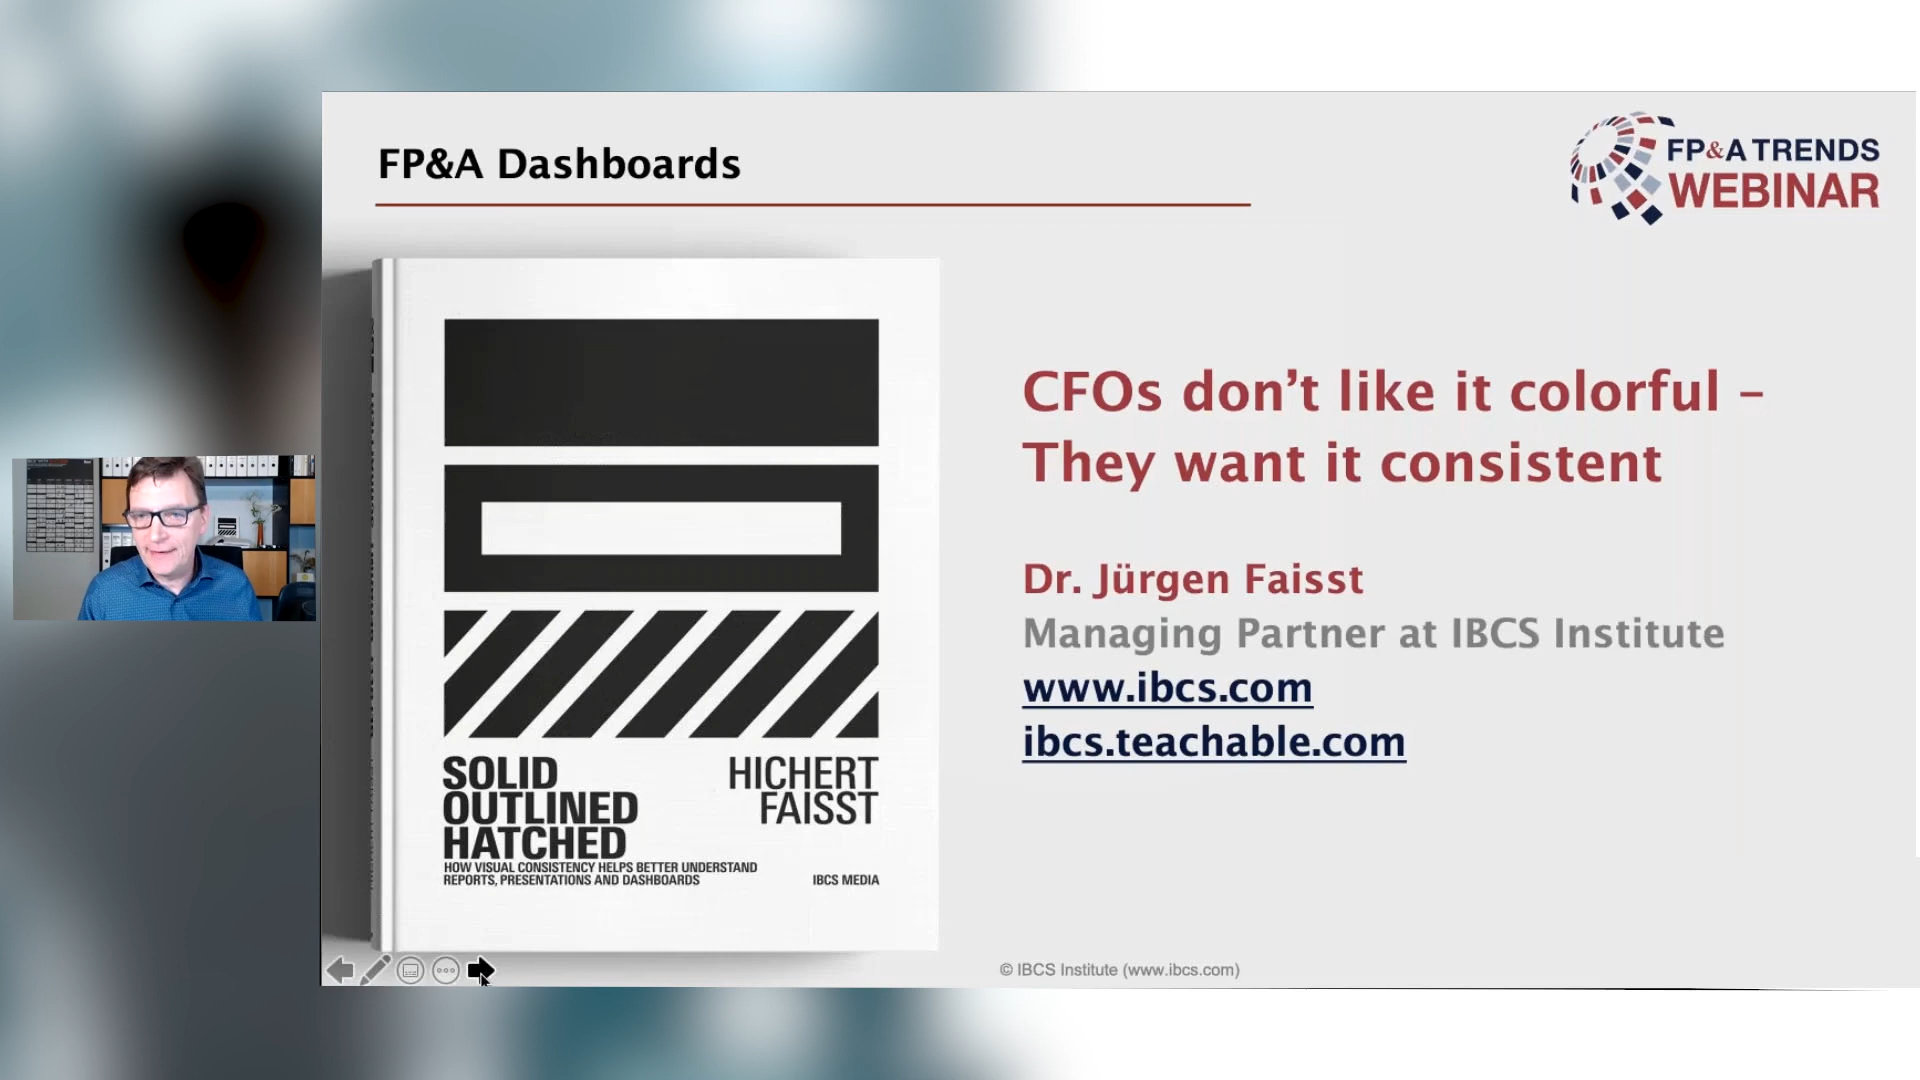 FP&A Dashboards
FP&A TRENDS
WEBINAR
CFOs don’t like it colorful –
They want it consistent
Dr. Jürgen Faisst
Managing Partner at IBCS Institute
www.ibcs.com
ibcs.teachable.com
SOLID
OUTLINED
HATCHED
HICHERT
FAISST
HOW VISUAL CONSISTENCY HELPS BETTER UNDERSTAND
REPORTS, PRESENTATIONS AND DASHBOARDS
IBCS MEDIA
© IBCS Institute (www.ibcs.com)